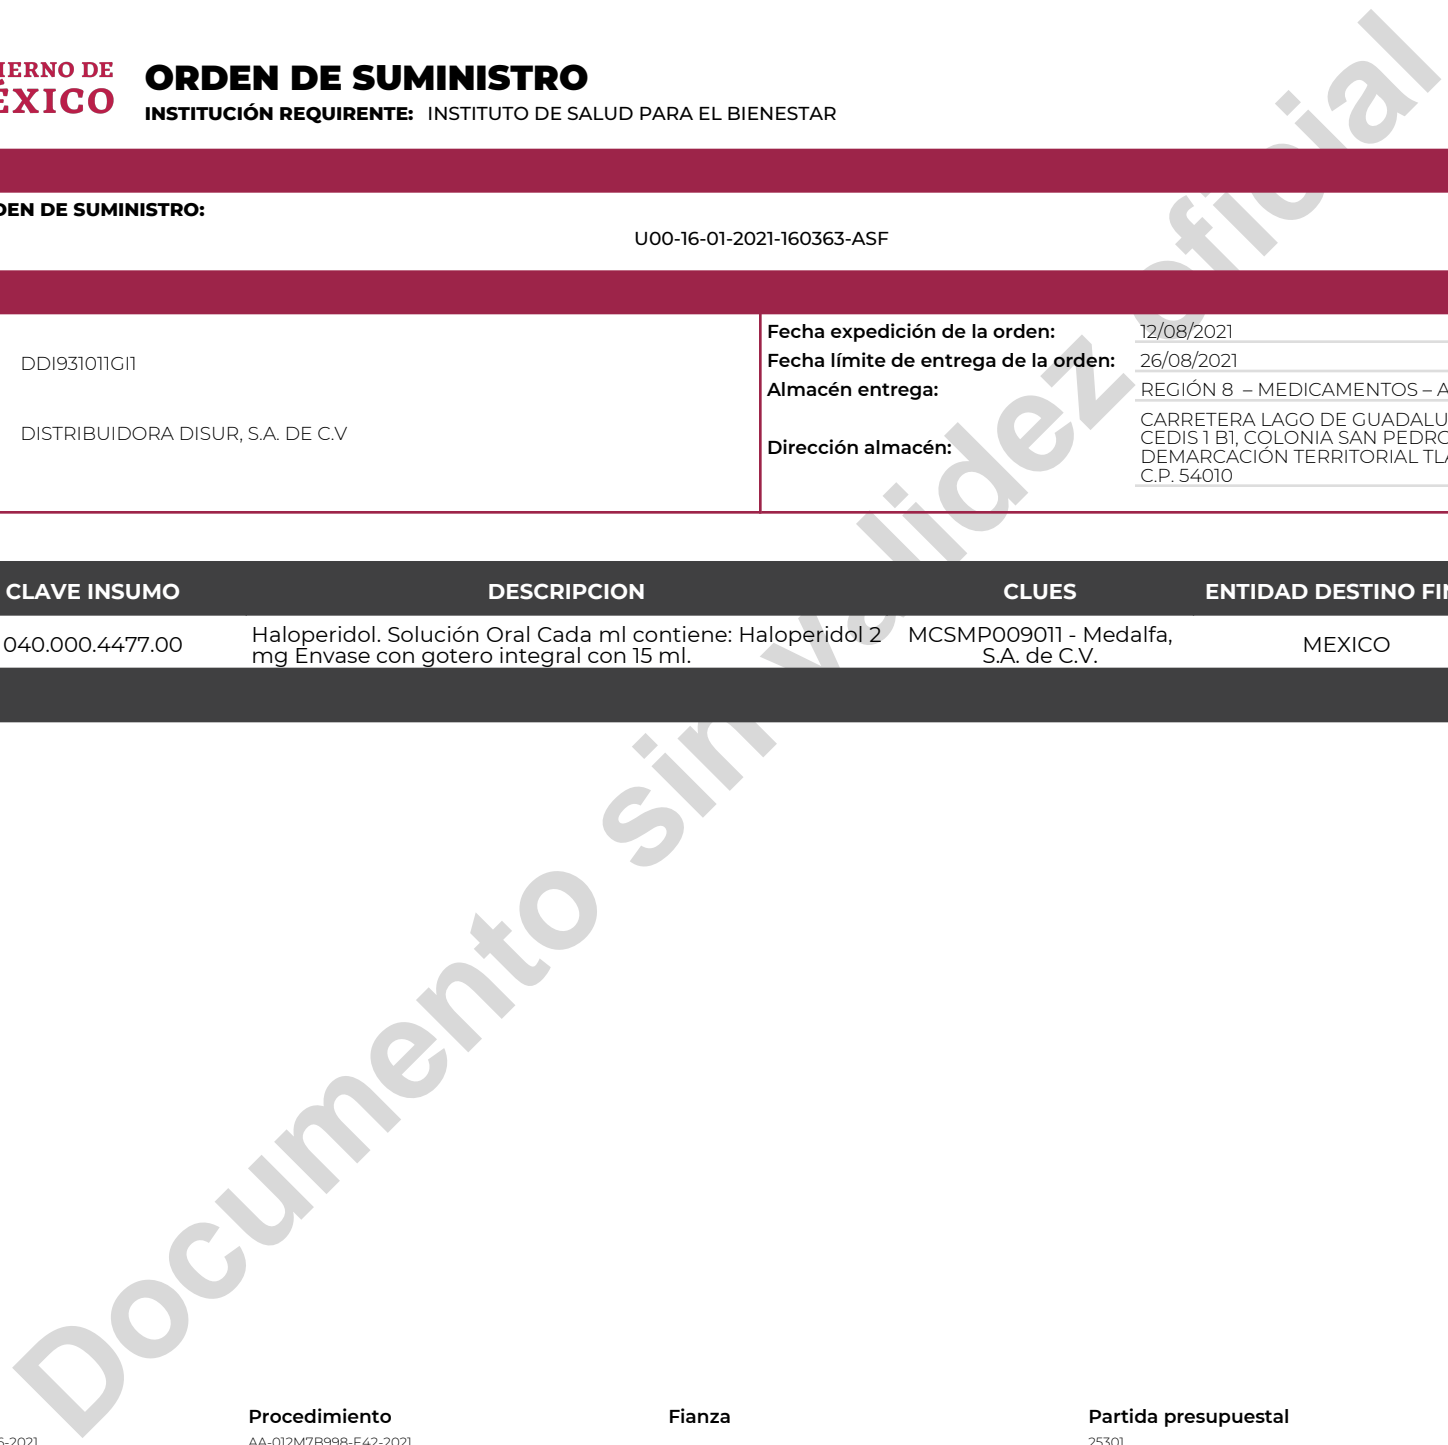 IERNO DE
ÉXICO
ORDEN DE SUMINISTRO
INSTITUCIÓN REQUIRENTE: INSTITUTO DE SALUD PARA EL BIENESTAR
DEN DE SUMINISTRO:
U00-16-01-2021-160363-ASF
DDI931011GI1
DISTRIBUIDORA DISUR, S.A. DE C.V
Fecha expedición de la orden: 12/08/2021
Fecha límite de entrega de la orden: 26/08/2021
Almacén entrega: REGIÓN 8 – MEDICAMENTOS – A
Dirección almacén:
CARRETERA LAGO DE GUADALU
CEDIS 1 B1, COLONIA SAN PEDRO
DEMARCACIÓN TERRITORIAL TLA
C.P. 54010
CLAVE INSUMO DESCRIPCION CLUES ENTIDAD DESTINO FIN
040.000.4477.00
Haloperidol. Solución Oral Cada ml contiene: Haloperidol 2
mg Envase con gotero integral con 15 ml.
MCSMP009011 - Medalfa,
S.A. de C.V.
MEXICO
Documento sin validez oficial
Procedimiento Fianza Partida presupuestal
-2021 AA-012M7B998-E42-2021 25301